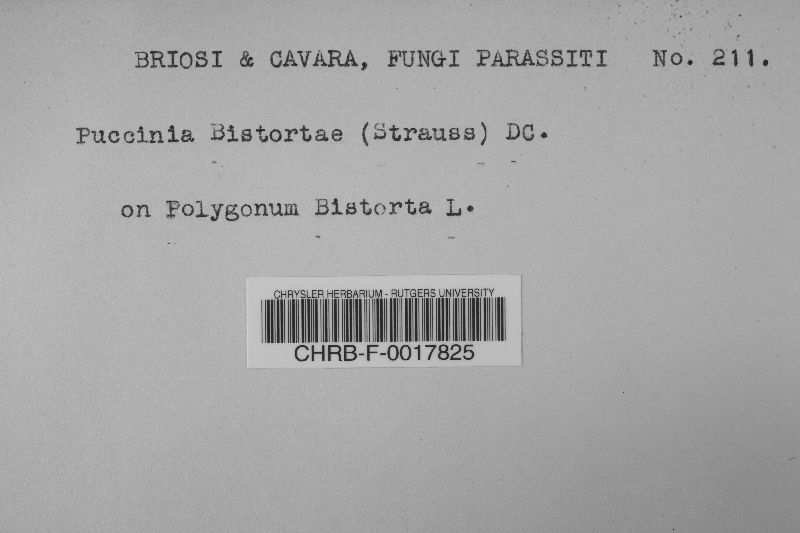 BRIOSI & CAVARA, FUNGI PARASSITI No. 211.
Puccinia Bistortae (Strauss) DC.
on Polygonum Bistorta L.
CHRYSLER HERBARIUM - RUTGERS UNIVERSITY
CHRB-F-0017825